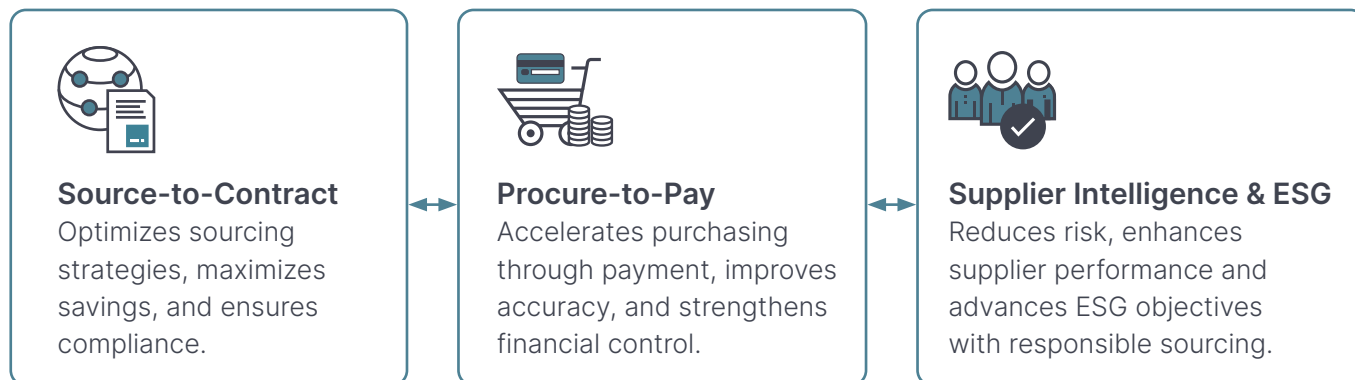 Source-to-Contract
Optimizes sourcing
strategies, maximizes
savings, and ensures
compliance.
Procure-to-Pay
Accelerates purchasing
through payment, improves
accuracy, and strengthens
financial control.
Supplier Intelligence & ESG
Reduces risk, enhances
supplier performance and
advances ESG objectives
with responsible sourcing.